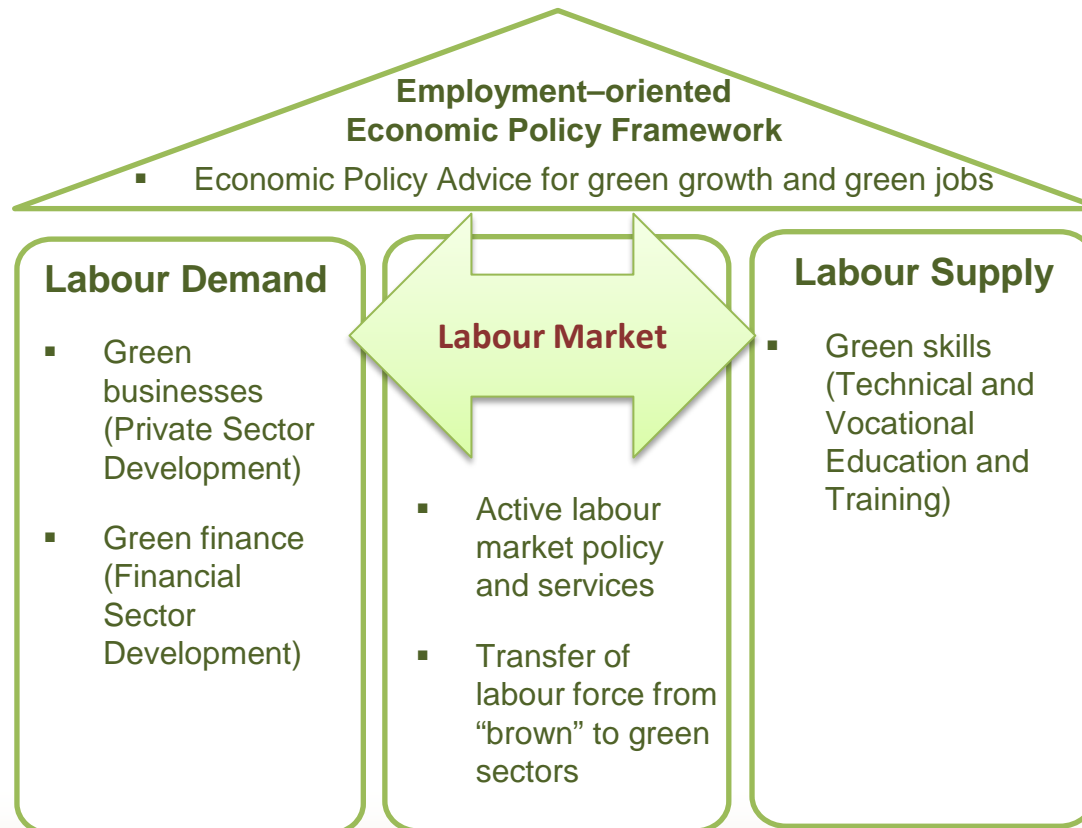 Employment–oriented
Economic Policy Framework
▪ Economic Policy Advice for green growth and green jobs
Labour Demand
▪ Green
businesses
(Private Sector
Development)
▪ Green finance
(Financial
Sector
Development)
Labour Market
▪ Active labour
market policy
and services
▪ Transfer of
labour force from
“brown” to green
sectors
Labour Supply
▪ Green skills
(Technical and
Vocational
Education and
Training)